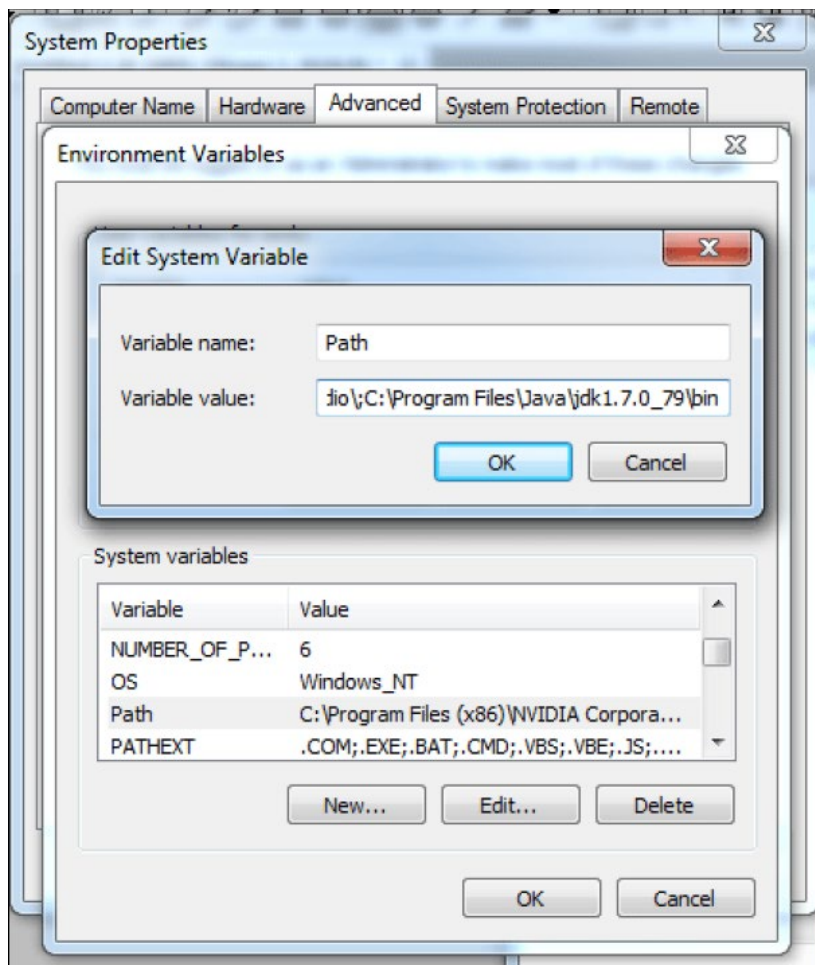 System Properties
Computer Name Hardware Advanced System Protection Remote
Environment Variables
Edit System Variable
Variable name: Path
Variable value: dio\;C:\Program Files\Java\jdk1.7.0_79\bin
OK Cancel
System variables
Variable Value
NUMBER_OF_P... 6
OS Windows_NT
Path C:\Program Files (x86)\NVIDIA Corpora...
PATHEXT .COM;.EXE;.BAT;.CMD;.VBS;.VBE;.JS;....
New... Edit... Delete
OK Cancel